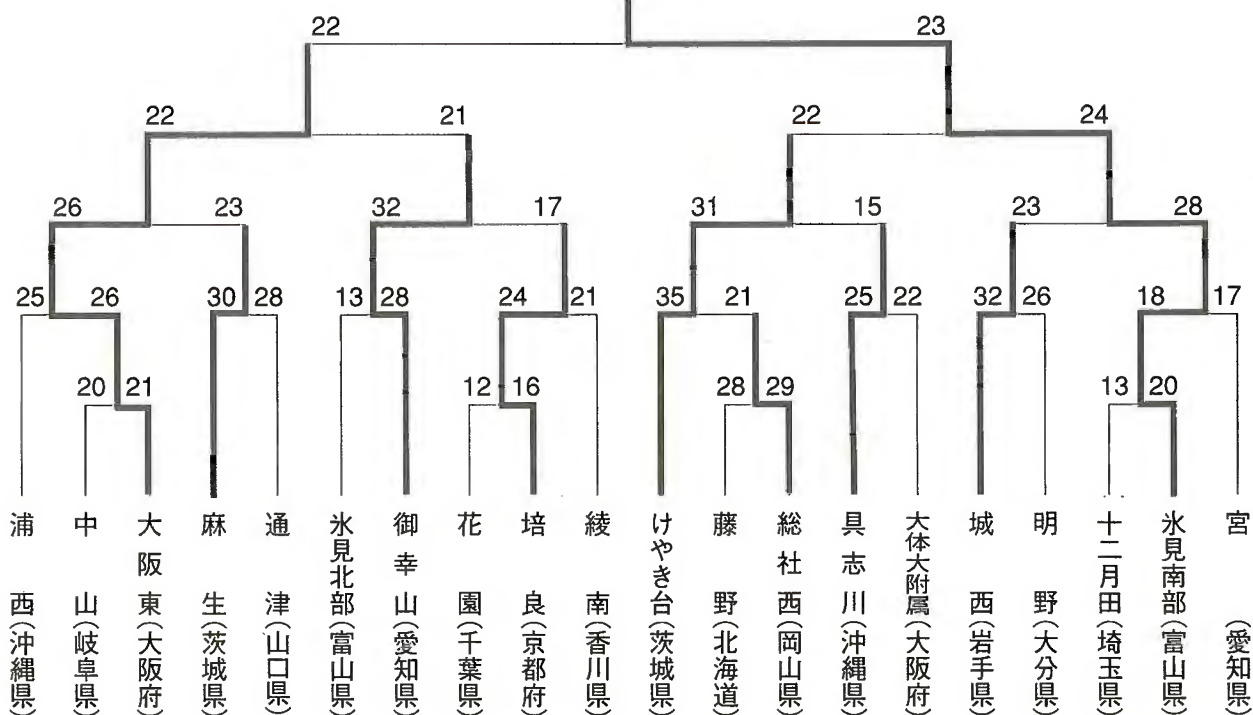 22 23
22 21 22 24
26 23 32 17 31 15 23 28
25 26 30 28 13 28 24 21 35 21 25 22 32 26 18 17
20 21 12 16 28 29 13 20
浦西(沖縄県)
中山(岐阜県)
大阪東(大阪府)
麻生(茨城県)
通津(山口県)
氷見北部(富山県)
御幸山(愛知県)
花園(千葉県)
培良(京都府)
綾南(香川県)
けやき台(茨城県)
藤野(北海道)
総社西(岡山県)
具志川(沖縄県)
大体大附属(大阪府)
城西(岩手県)
明野(大分県)
十二月田(埼玉県)
氷見南部(富山県)
宮(愛知県)